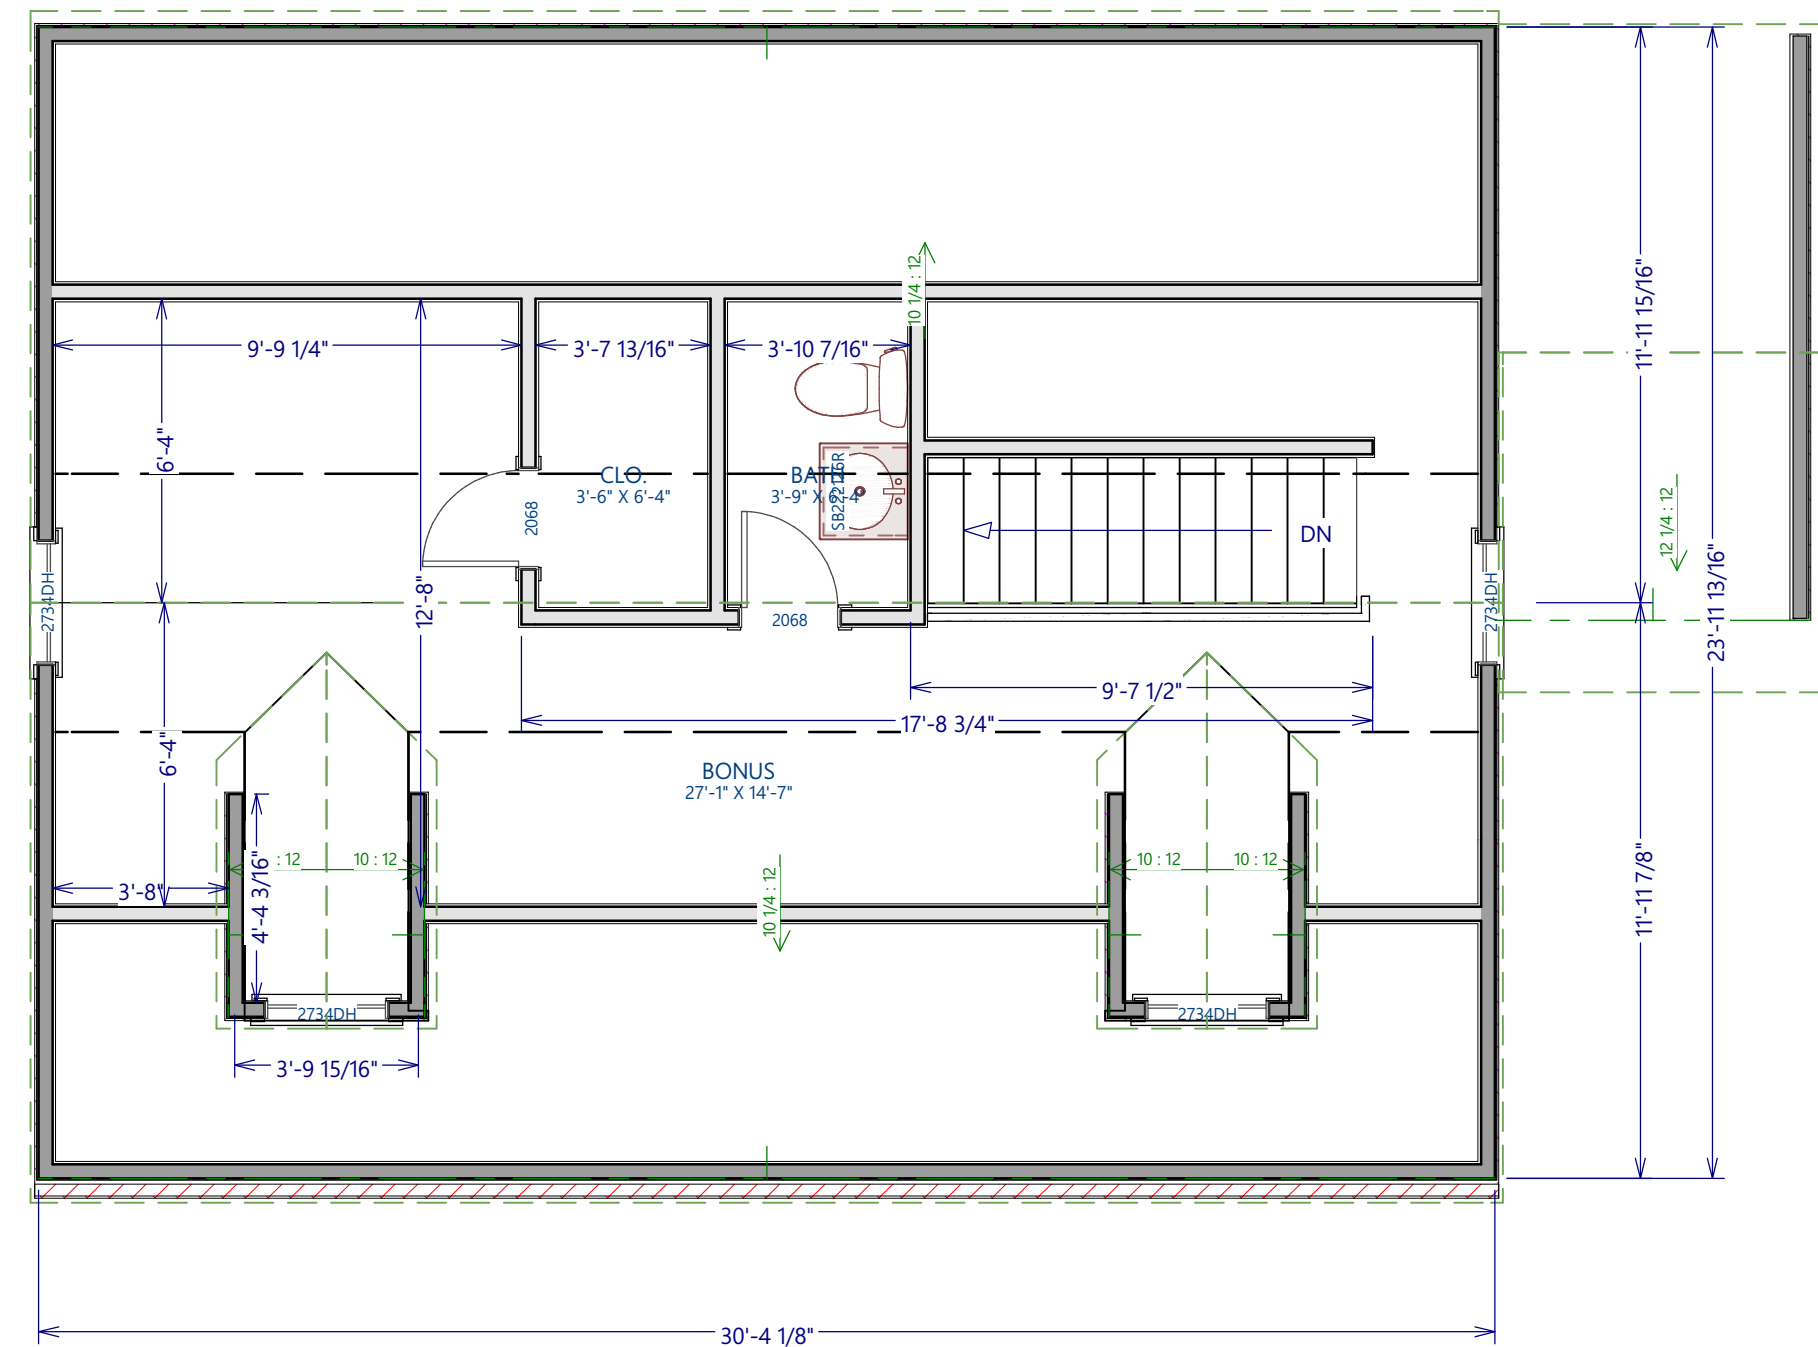 10 1/4 : 12
11'-11 15/16"
9'-9 1/4"
3'-7 13/16"
3'-10 7/16"
6'-4"
CLO.
3'-6" X 6'-4"
BATH
3'-9" X 6'-4"
2068
DN
12 1/4 : 12
2734DH
12'-8"
2068
2734DH
23'-11 13/16"
9'-7 1/2"
17'-8 3/4"
6'-4"
BONUS
27'-1" X 14'-7"
: 12
10 : 12
10 : 12
10 : 12
3'-8"
4'-4 3/16"
10 1/4 : 12
11'-11 7/8"
2734DH
2734DH
3'-9 15/16"
30'-4 1/8"